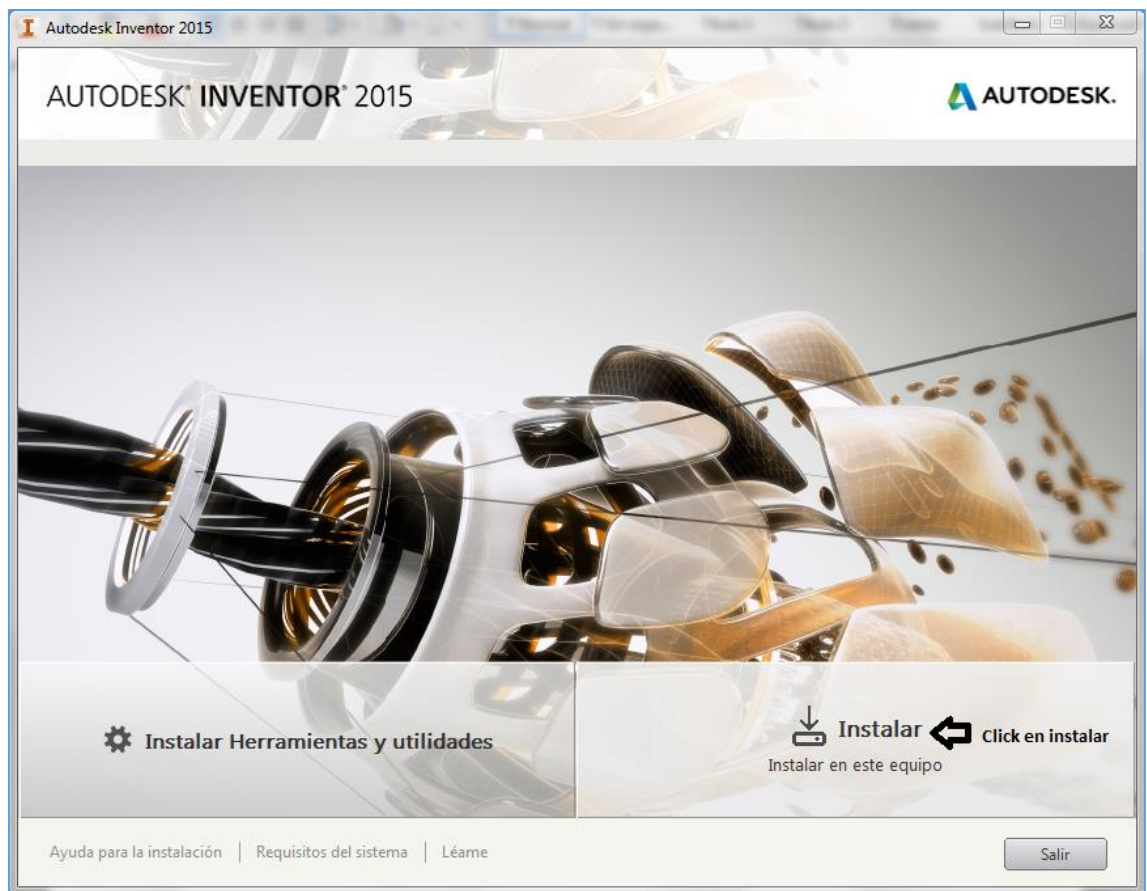 Autodesk Inventor 2015
AUTODESK® INVENTOR® 2015
AUTODESK.
Instalar Herramientas y utilidades
Instalar
Click en instalar
Instalar en este equipo
Ayuda para la instalación | Requisitos del sistema | Léame
Salir